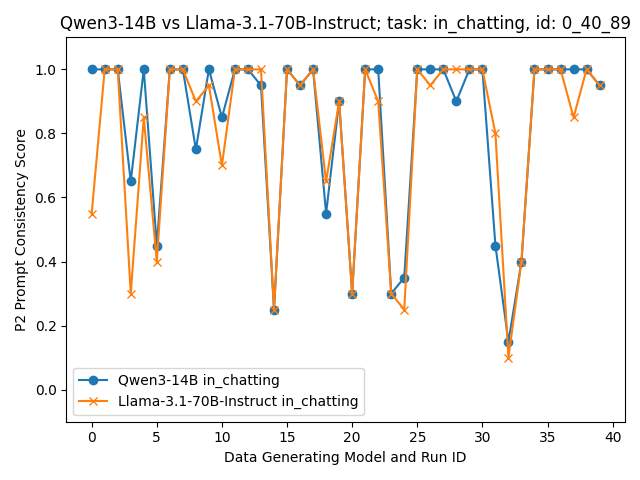 Qwen3-14B vs Llama-3.1-70B-Instruct; task: in_chatting, id: 0_40_89
P2 Prompt Consistency Score
1.0
0.8
0.6
0.4
0.2
0.0
Qwen3-14B in_chatting
Llama-3.1-70B-Instruct in_chatting
0 5 10 15 20 25 30 35 40
Data Generating Model and Run ID